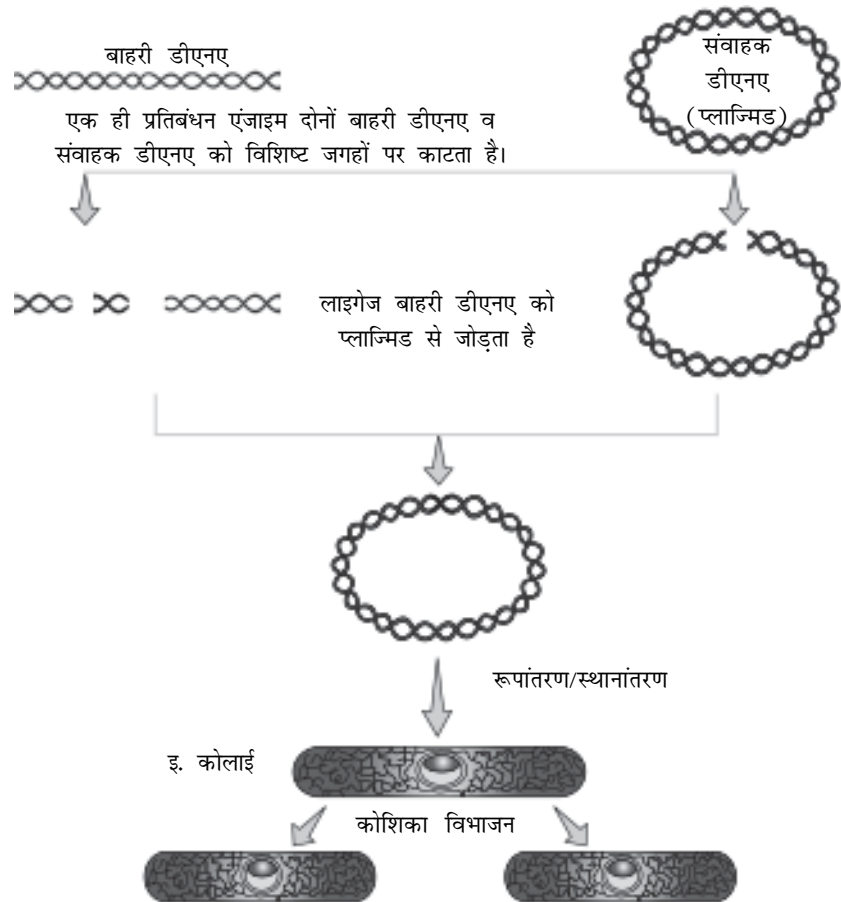 बाहरी डीएनए
संवाहक
डीएनए
(प्लाज्मिड)
एक ही प्रतिबंधन एंजाइम दोनों बाहरी डीएनए व
संवाहक डीएनए को विशिष्ट जगहों पर काटता है।
लाइगेज बाहरी डीएनए को
प्लाज्मिड से जोड़ता है
रूपांतरण/स्थानांतरण
इ. कोलाई
कोशिका विभाजन